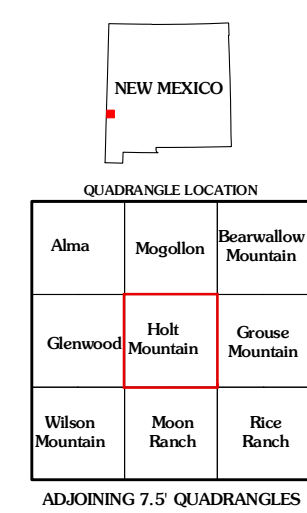 NEW MEXICO
QUADRANGLE LOCATION
Alma
Mogollon
Bearwallow
Mountain
Glenwood
Holt
Mountain
Grouse
Mountain
Wilson
Mountain
Moon
Ranch
Rice
Ranch
ADJOINING 7.5' QUADRANGLES